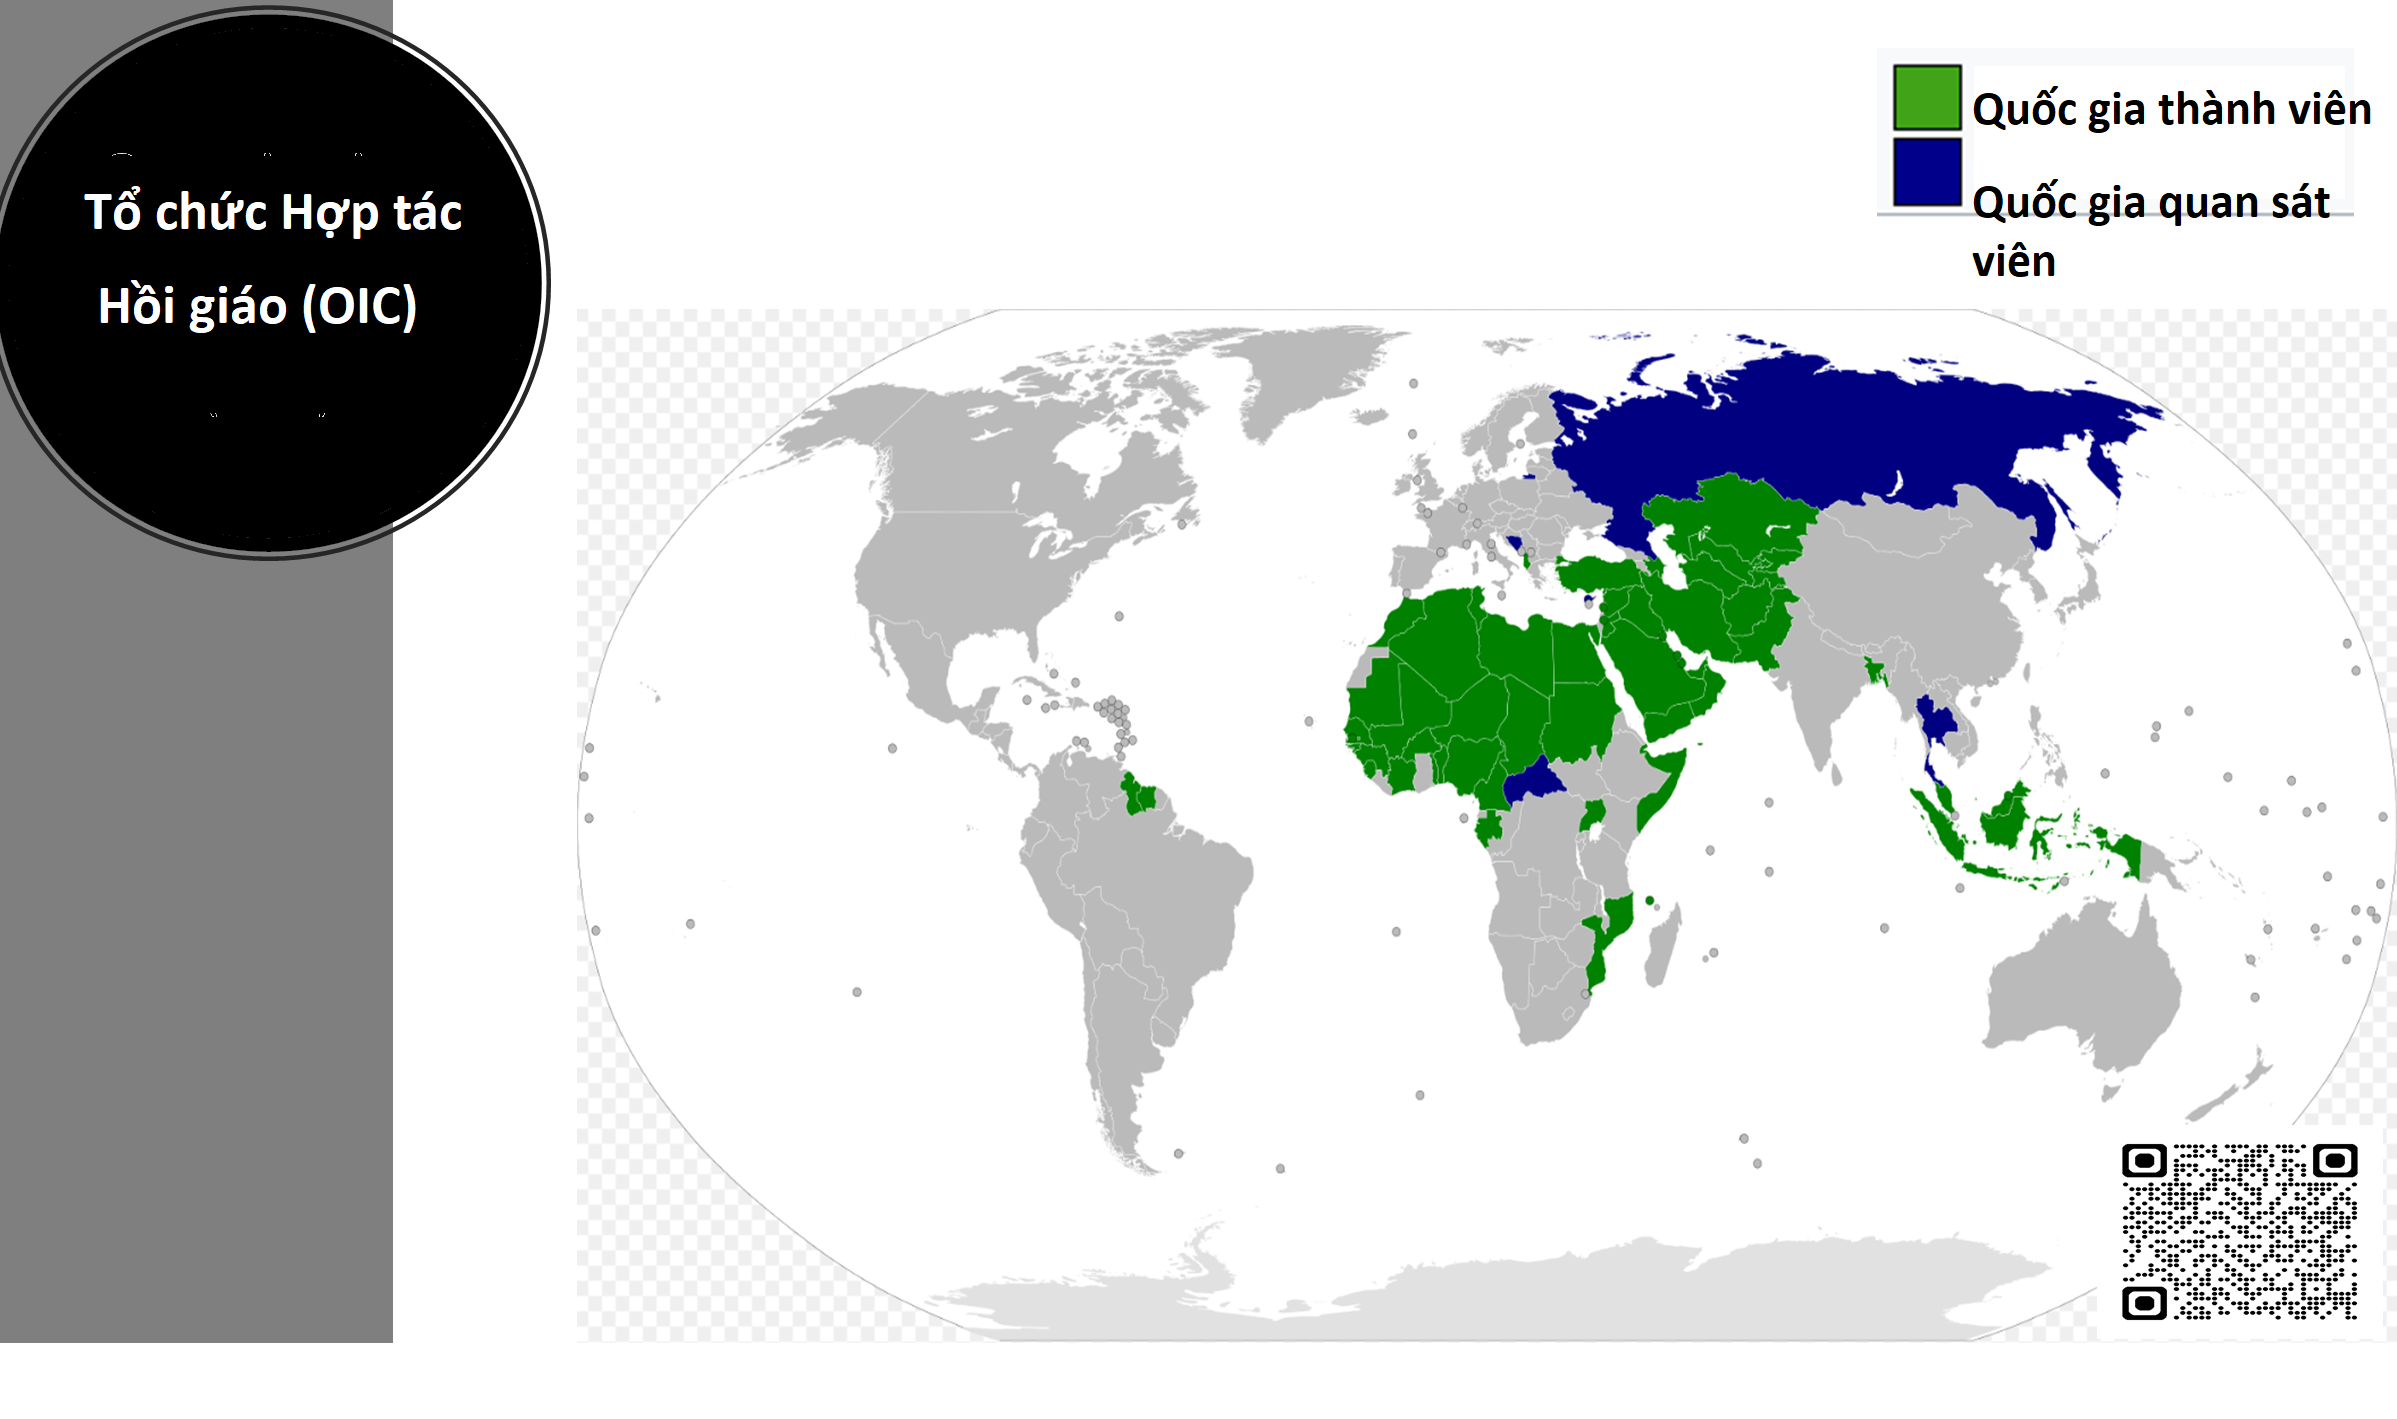 Tổ chức Hợp tác
Hồi giáo (OIC)
Quốc gia thành viên
Quốc gia quan sát
viên